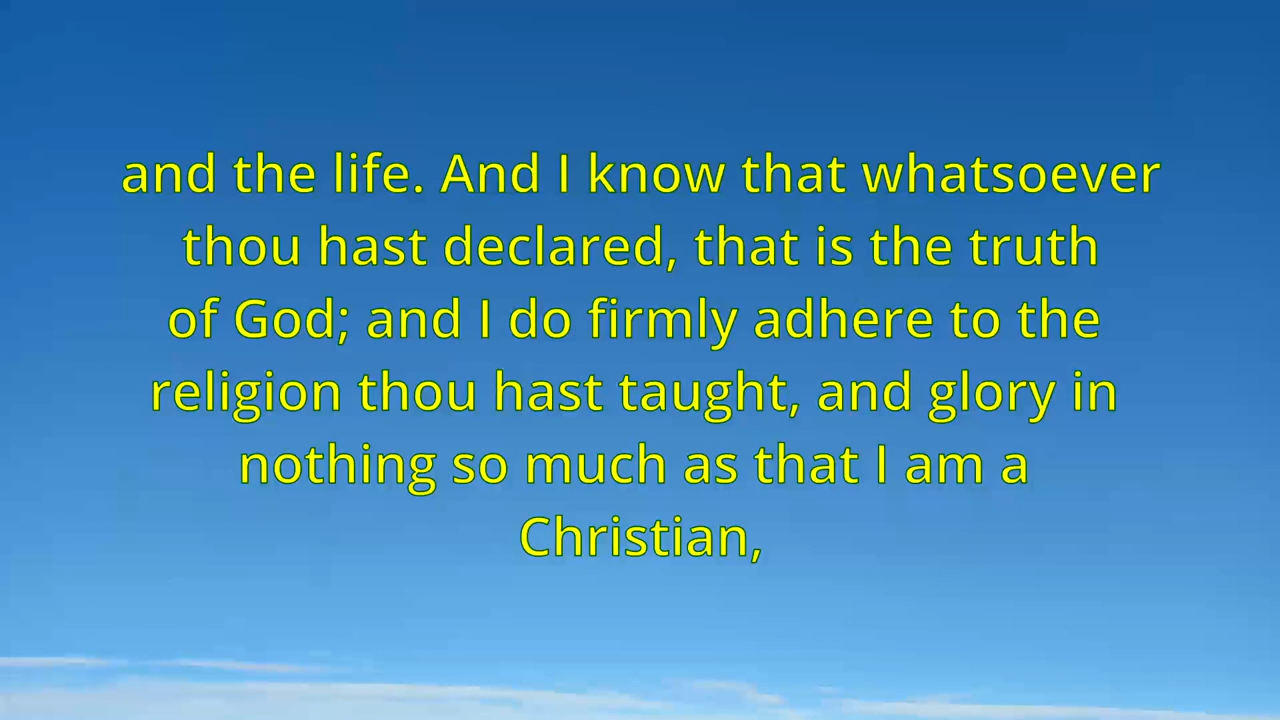 and the life. And I know that whatsoever
thou hast declared, that is the truth
of God; and I do firmly adhere to the
religion thou hast taught, and glory in
nothing so much as that I am a
Christian,